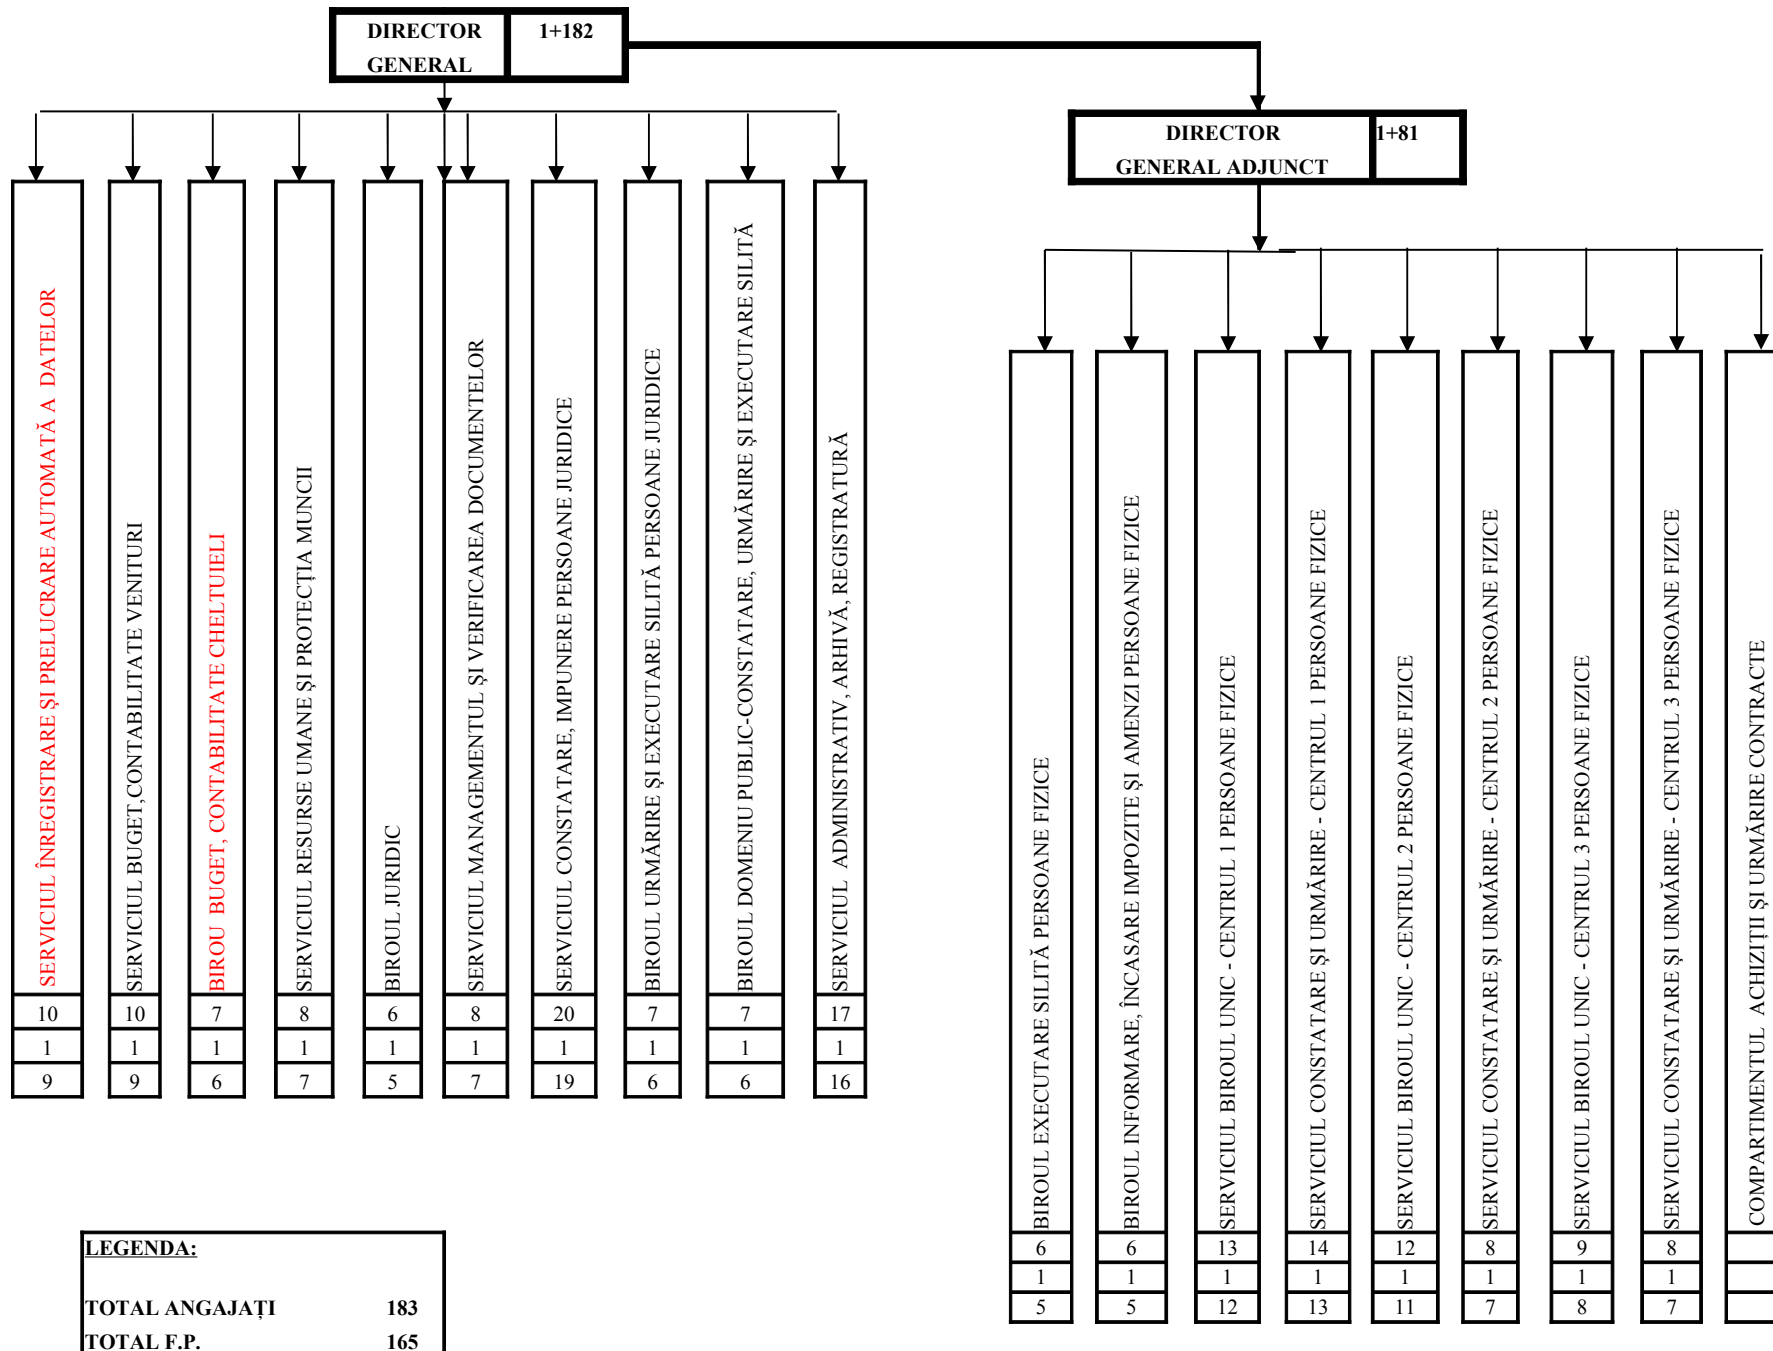 DIRECTOR
GENERAL
1+182
DIRECTOR
GENERAL ADJUNCT
1+81
SERVICIUL ÎNREGISTRARE ȘI PRELUCRARE AUTOMATĂ A DATELOR
10
1
9
SERVICIUL BUGET,CONTABILITATE VENITURI
10
1
9
BIROU BUGET, CONTABILITATE CHELTUIELI
7
1
6
SERVICIUL RESURSE UMANE ȘI PROTECȚIA MUNCII
8
1
7
BIROUL JURIDIC
6
1
5
SERVICIUL MANAGEMENTUL ȘI VERIFICAREA DOCUMENTELOR
8
1
7
SERVICIUL CONSTATARE, IMPUNERE PERSOANE JURIDICE
20
1
19
BIROUL URMĂRIRE ȘI EXECUTARE SILITĂ PERSOANE JURIDICE
7
1
6
BIROUL DOMENIU PUBLIC-CONSTATARE, URMĂRIRE ȘI EXECUTARE SILITĂ
7
1
6
SERVICIUL ADMINISTRATIV, ARHIVĂ, REGISTRATURĂ
17
1
16
BIROUL EXECUTARE SILITĂ PERSOANE FIZICE
6
1
5
BIROUL INFORMARE, ÎNCASARE IMPOZITE ȘI AMENZI PERSOANE FIZICE
6
1
5
SERVICIUL BIROUL UNIC - CENTRUL 1 PERSOANE FIZICE
13
1
12
SERVICIUL CONSTATARE ȘI URMĂRIRE - CENTRUL 1 PERSOANE FIZICE
14
1
13
SERVICIUL BIROUL UNIC - CENTRUL 2 PERSOANE FIZICE
12
1
11
SERVICIUL CONSTATARE ȘI URMĂRIRE - CENTRUL 2 PERSOANE FIZICE
8
1
7
SERVICIUL BIROUL UNIC - CENTRUL 3 PERSOANE FIZICE
9
1
8
SERVICIUL CONSTATARE ȘI URMĂRIRE - CENTRUL 3 PERSOANE FIZICE
8
1
7
COMPARTIMENTUL ACHIZIȚII ȘI URMĂRIRE CONTRACTE
LEGENDA:
TOTAL ANGAJAȚI 183
TOTAL F.P. 165